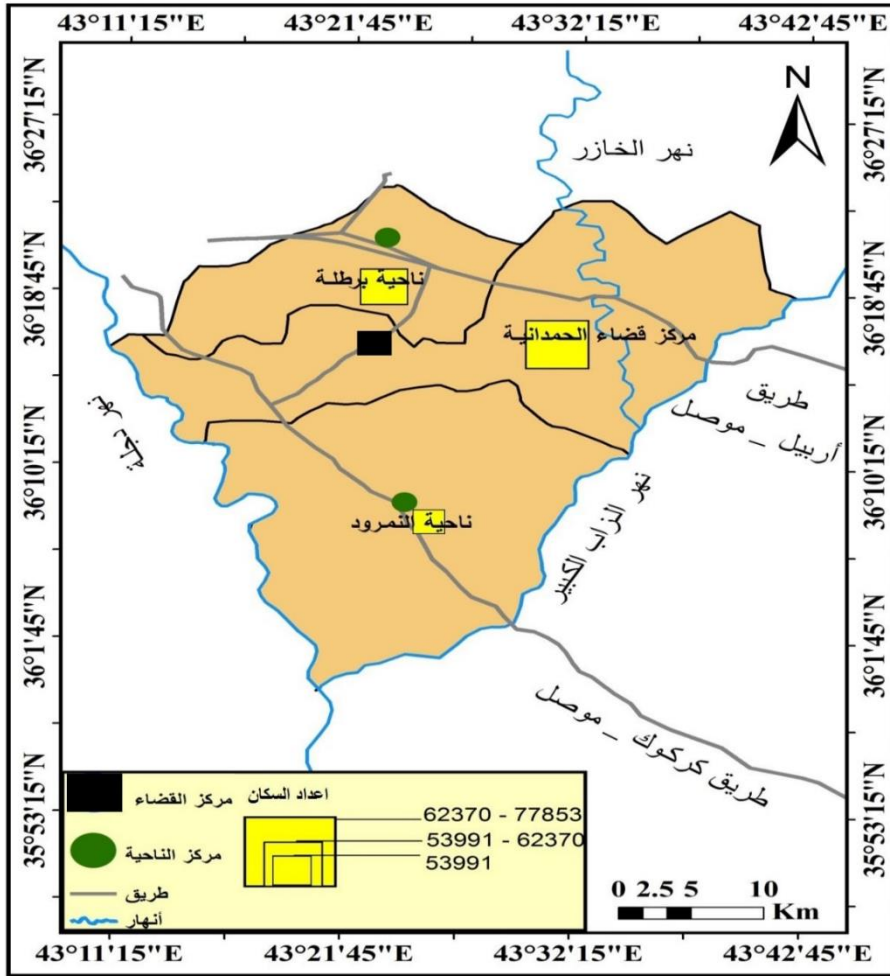 43°11'15"E
43°21'45"E
43°32'15"E
43°42'45"E
36°27'15"N
36°18'45"N
36°10'15"N
36°1'45"N
35°53'15"N
36°27'15"N
36°18'45"N
36°10'15"N
36°1'45"N
35°53'15"N
N
نهر الخازر
ناحية برطلة
مركز قضاء الحمدانية
طريق
أربيل _ موصل
نهر دجلة
ناحية النمرود
نهر الزاب الكبير
طريق كركوك _ موصل
مركز القضاء
مركز الناحية
طريق
أنهار
اعداد السكان
62370 - 77853
53991 - 62370
53991
0 2.5 5 10
Km
43°11'15"E
43°21'45"E
43°32'15"E
43°42'45"E